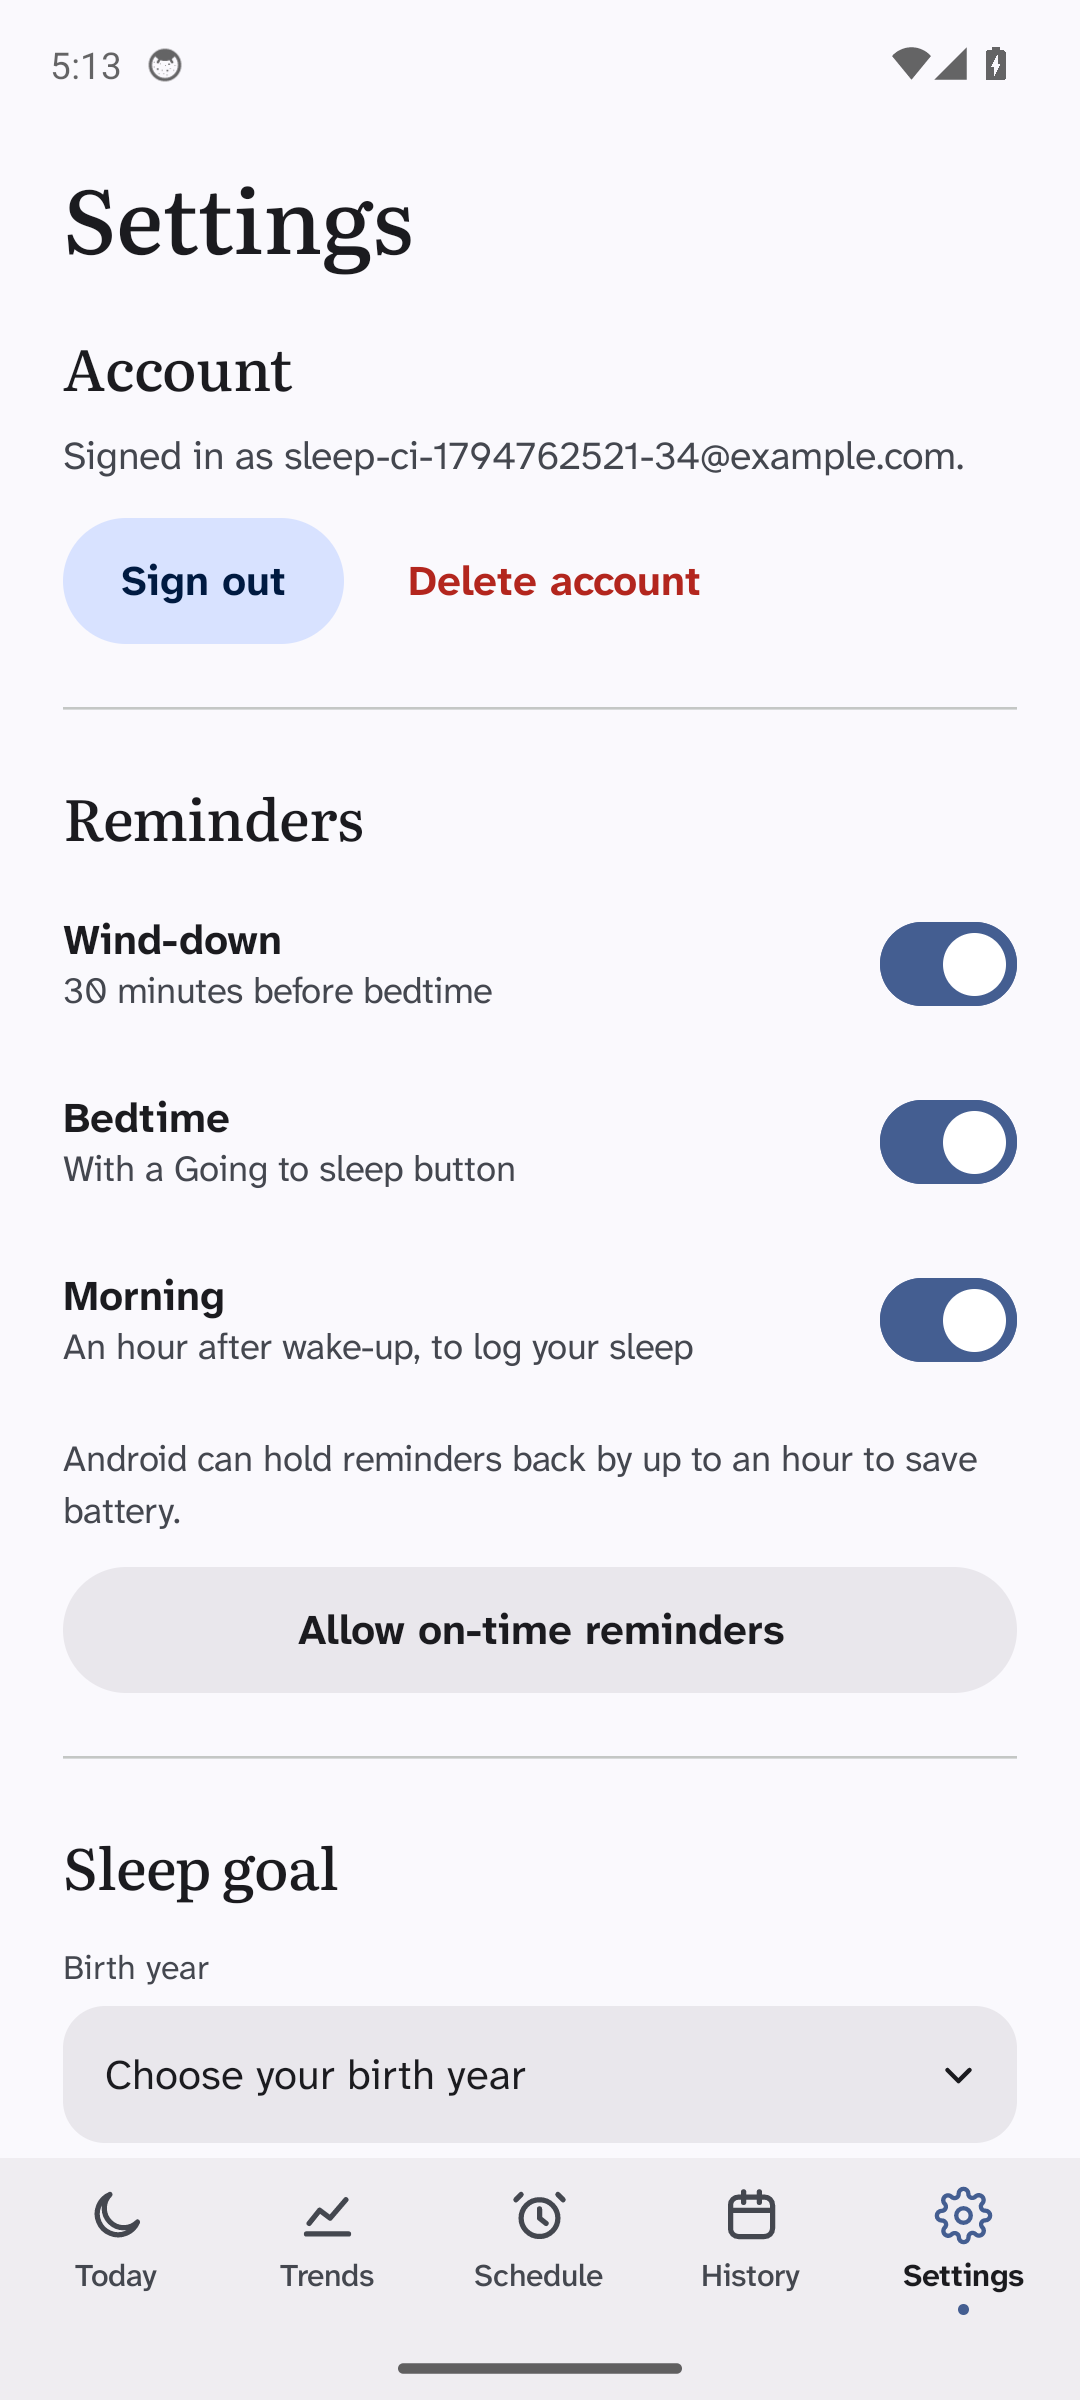 5:13
Settings
Account
Signed in as sleep-ci-1794762521-34@example.com.
Sign out
Delete account
Reminders
Wind-down
30 minutes before bedtime
Bedtime
With a Going to sleep button
Morning
An hour after wake-up, to log your sleep
Android can hold reminders back by up to an hour to save
battery.
Allow on-time reminders
Sleep goal
Birth year
Choose your birth year
Today
Trends
Schedule
History
Settings